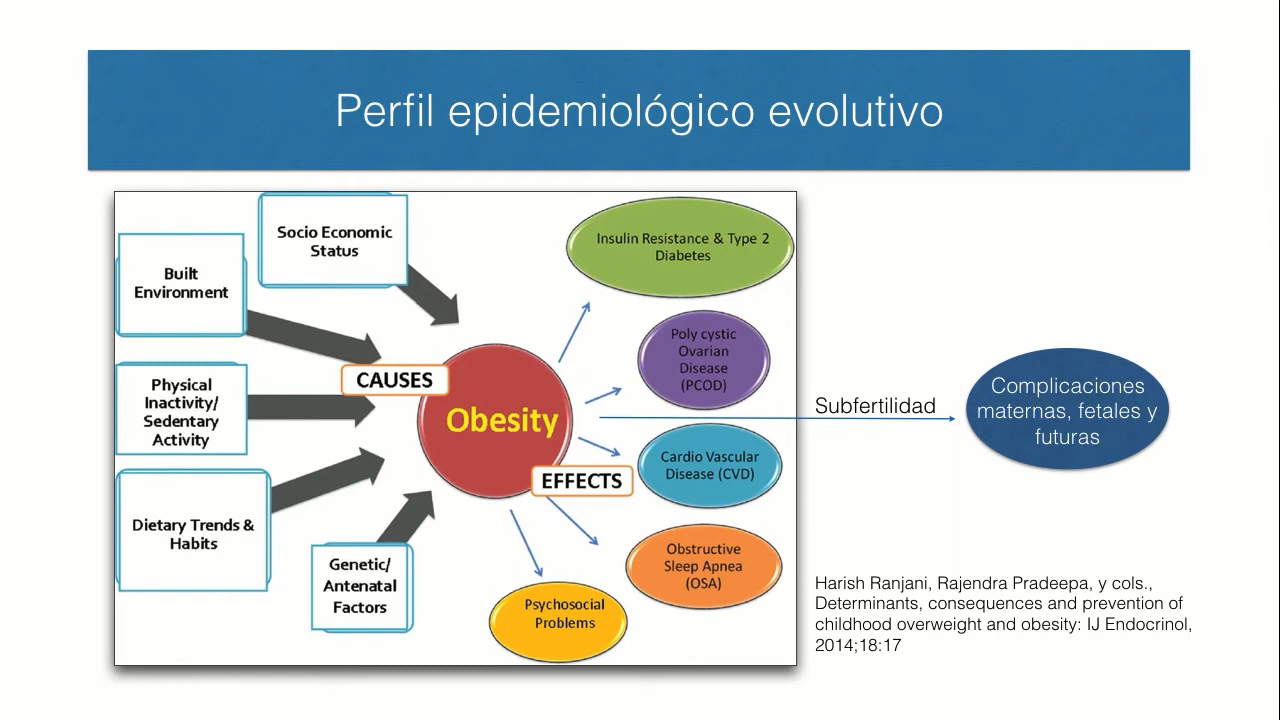 Perfil epidemiológico evolutivo
Socio Economic
Status
Built
Environment
Physical
Inactivity/
Sedentary
Activity
Dietary Trends &
Habits
Genetic/
Antenatal
Factors
CAUSES
Obesity
EFFECTS
Insulin Resistance & Type 2
Diabetes
Poly cystic
Ovarian
Disease
(PCOD)
Cardio Vascular
Disease (CVD)
Obstructive
Sleep Apnea
(OSA)
Psychosocial
Problems
Subfertilidad
Complicaciones
maternas, fetales y
futuras
Harish Ranjani, Rajendra Pradeepa, y cols.,
Determinants, consequences and prevention of
childhood overweight and obesity: IJ Endocrinol,
2014;18:17